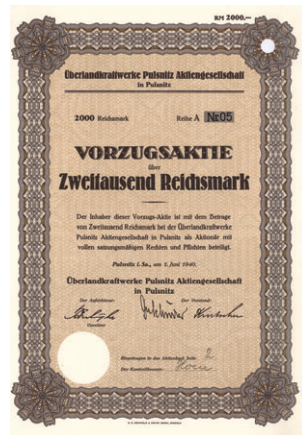 RM 2000.—
Überlandkraftwerke Pulsnitz Aktiengesellschaft
in Pulsnitz
2000 Reichsmark Reihe A № 05
VORZUGSAKTIE
über
Zweitausend Reichsmark
Der Inhaber dieser Vorzugs-Aktie ist mit dem Betrage
von Zweitausend Reichsmark bei der Überlandkraftwerke
Pulsnitz Aktiengesellschaft in Pulsnitz als Aktionär mit
vollen satzungsmäßigen Rechten und Pflichten beteiligt.
Pulsnitz i. Sa., am 1. Juni 1940.
Überlandkraftwerke Pulsnitz Aktiengesellschaft
in Pulsnitz
Der Aufsichtsrat: Der Vorstand:
Vorsitzer
Eingetragen in das Aktienbuch Seite 2
Der Kontrollbeamte: